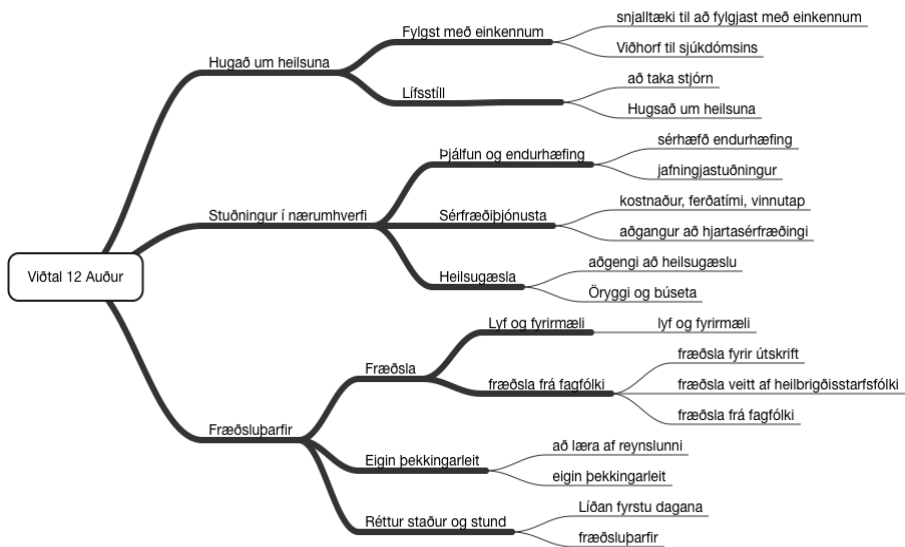 Viðtal 12 Auður
Hugað um heilsuna
Fylgst með einkennum
snjalltæki til að fylgjast með einkennum
Viðhorf til sjúkdómsins
Lífsstíll
að taka stjórn
Hugsað um heilsuna
Stuðningur í nærumhverfi
Þjálfun og endurhæfing
sérhæfð endurhæfing
jafningjastuðningur
Sérfræðiþjónusta
kostnaður, ferðatími, vinnutap
aðgangur að hjartasérfræðingi
Heilsugæsla
aðgengi að heilsugæslu
Öryggi og búseta
Fræðsluþarfir
Fræðsla
Lyf og fyrirmæli
lyf og fyrirmæli
fræðsla frá fagfólki
fræðsla fyrir útskrift
fræðsla veitt af heilbrigðisstarfsfólki
fræðsla frá fagfólki
Eigin þekkingarleit
að læra af reynslunni
eigin þekkingarleit
Réttur staður og stund
Líðan fyrstu dagana
fræðsluþarfir